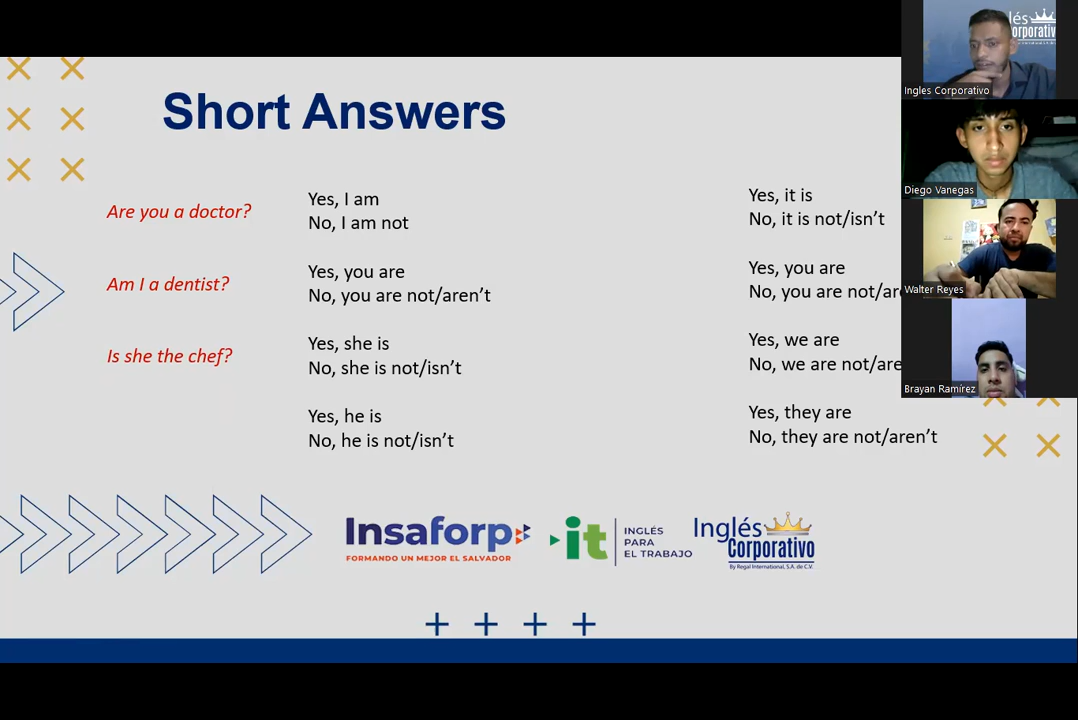 Short Answers
Are you a doctor?
Yes, I am
No, I am not
Am I a dentist?
Yes, you are
No, you are not/aren’t
Is she the chef?
Yes, she is
No, she is not/isn’t
Yes, he is
No, he is not/isn’t
Yes, it is
No, it is not/isn’t
Yes, you are
No, you are not/are
Yes, we are
No, we are not/are
Yes, they are
No, they are not/aren’t
Insaforp
FORMANDO UN MEJOR EL SALVADOR
it
INGLÉS
PARA
EL TRABAJO
Inglés
Corporativo
By Regal International, S.A. de C.V.
lés
orporativo
Ingles Corporativo
Diego Vanegas
Walter Reyes
Brayan Ramírez